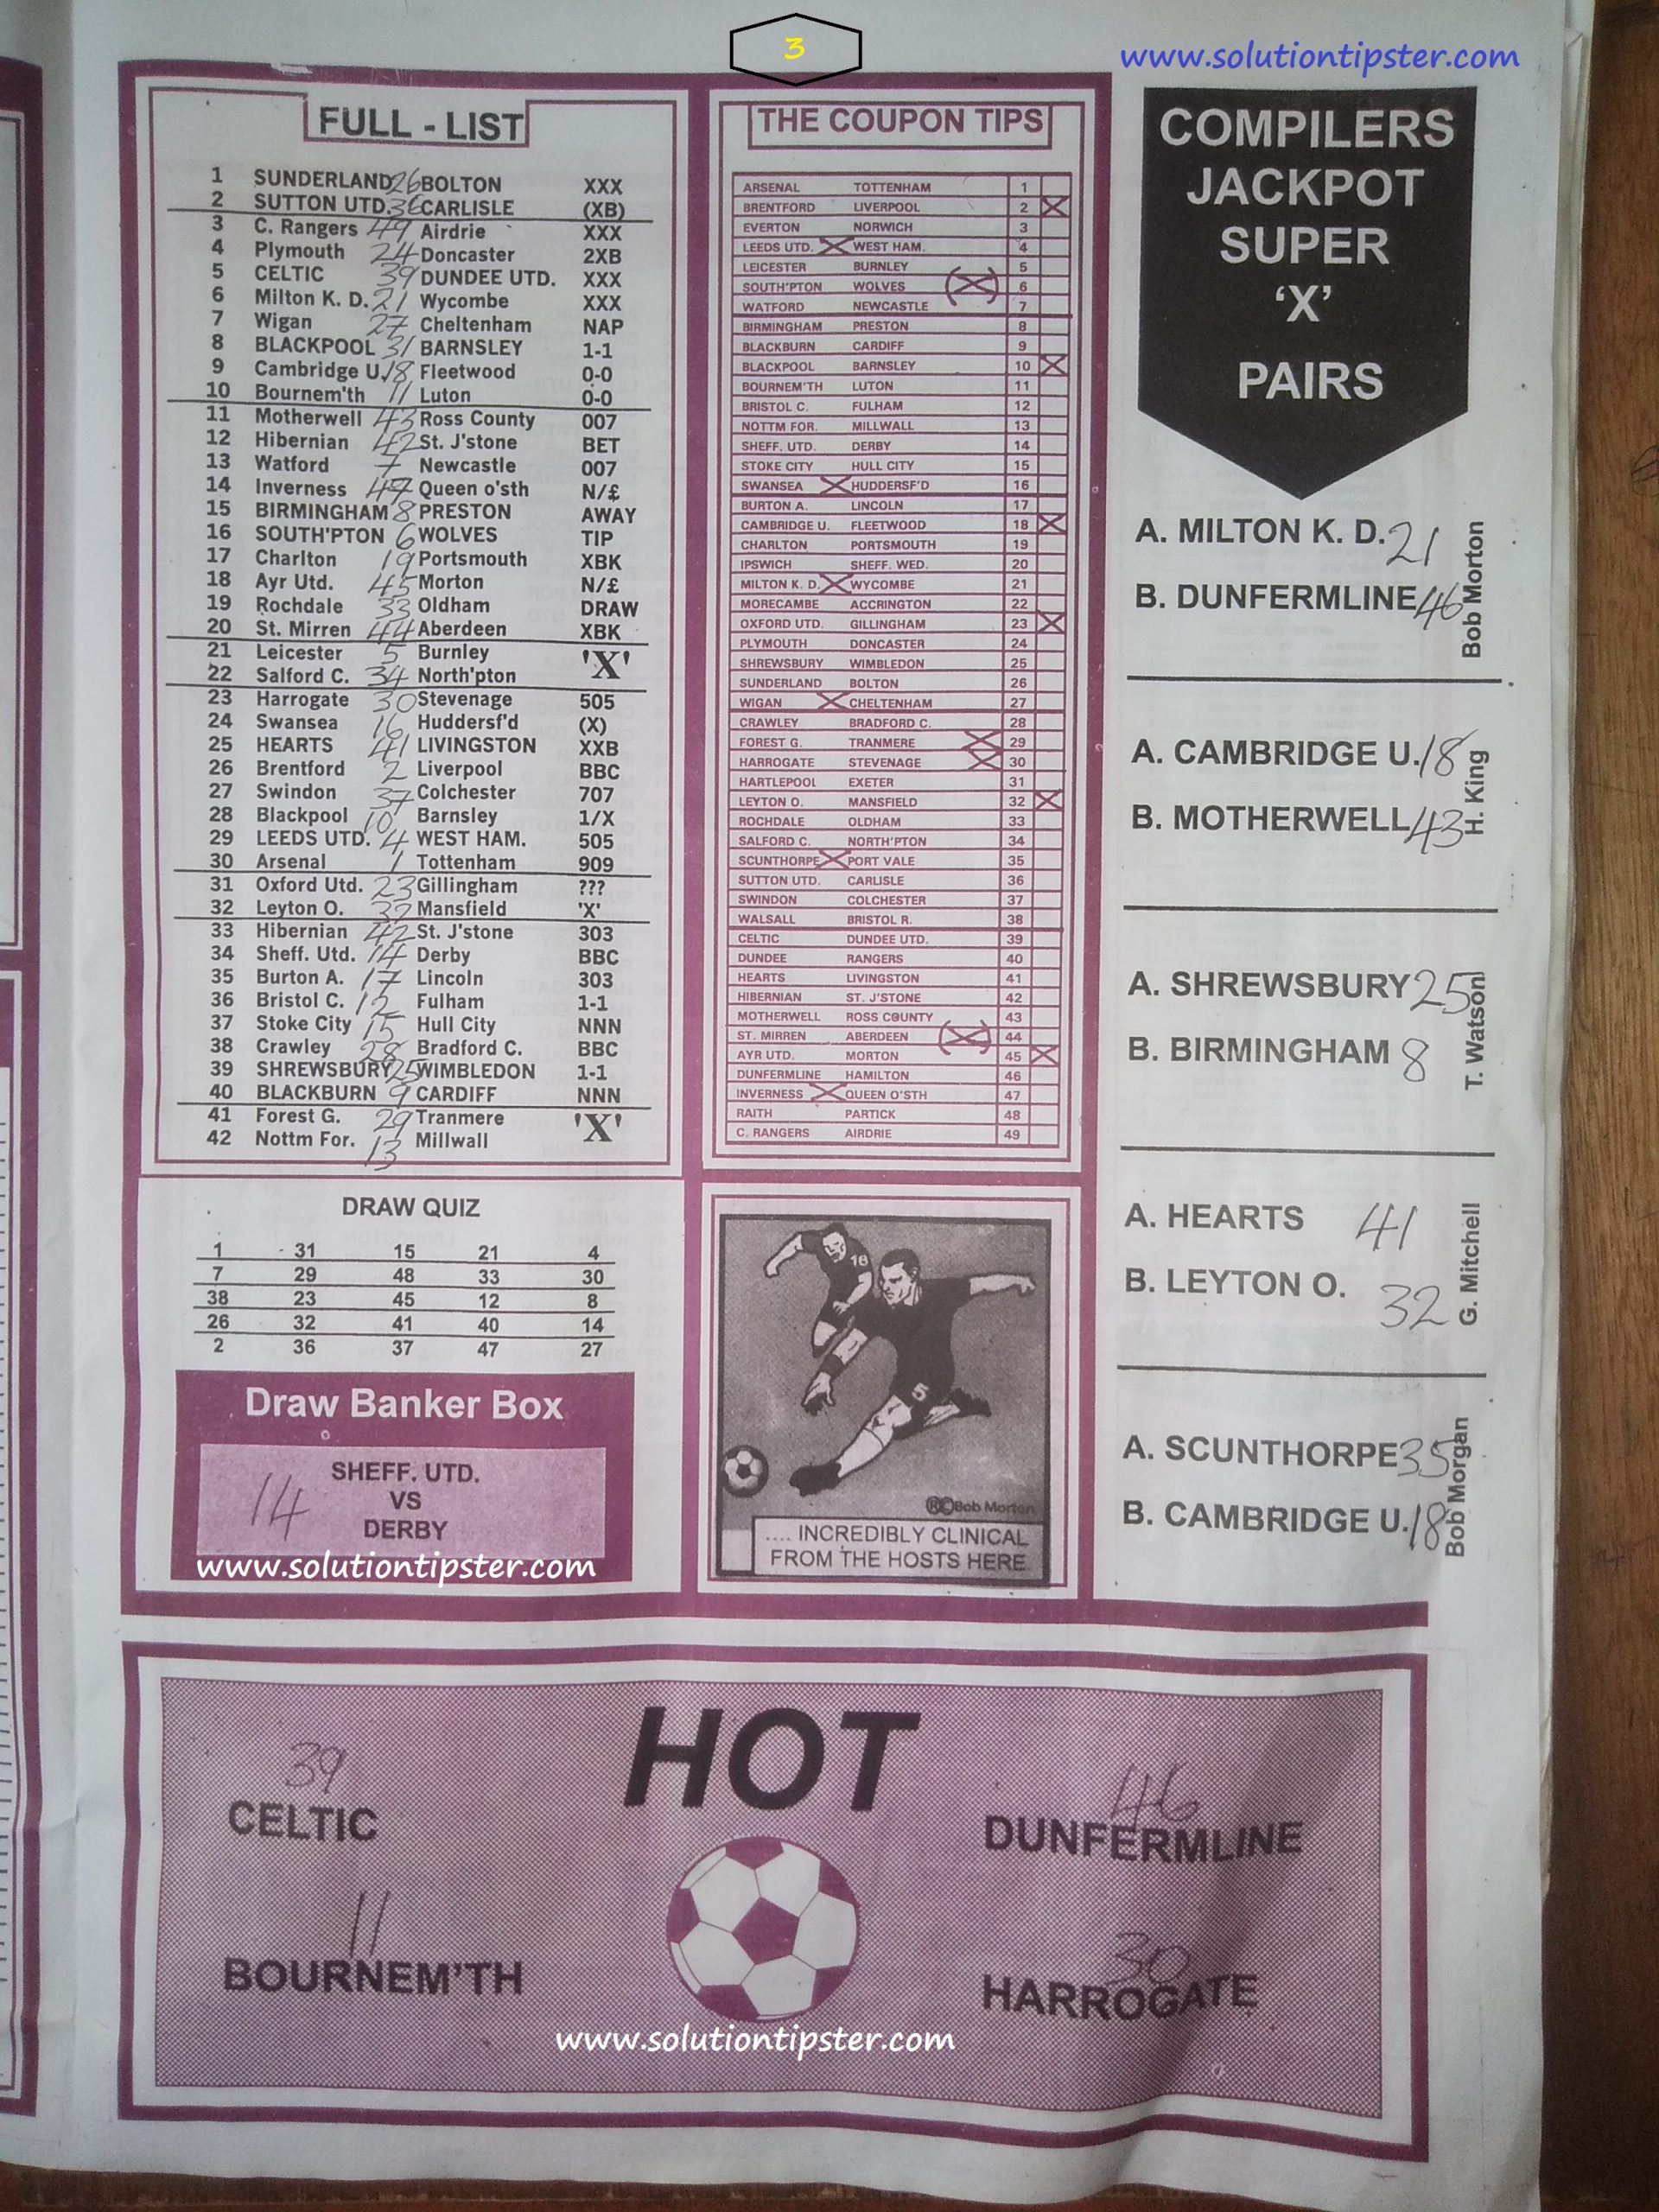 3
www.solutiontipster.com
FULL - LIST
1 SUNDERLAND 26 BOLTON XXX
2 SUTTON UTD. 36 CARLISLE (XB)
3 C. Rangers 49 Airdrie XXX
4 Plymouth 24 Doncaster 2XB
5 CELTIC 39 DUNDEE UTD. XXX
6 Milton K. D. 21 Wycombe XXX
7 Wigan 27 Cheltenham NAP
8 BLACKPOOL 31 BARNSLEY 1-1
9 Cambridge U. 18 Fleetwood 0-0
10 Bournem'th 11 Luton 0-0
11 Motherwell 43 Ross County 007
12 Hibernian 42 St. J'stone BET
13 Watford 7 Newcastle 007
14 Inverness 47 Queen o'sth N/£
15 BIRMINGHAM 8 PRESTON AWAY
16 SOUTH'PTON 6 WOLVES TIP
17 Charlton 19 Portsmouth XBK
18 Ayr Utd. 45 Morton N/£
19 Rochdale 33 Oldham DRAW
20 St. Mirren 44 Aberdeen XBK
21 Leicester 5 Burnley 'X'
22 Salford C. 34 North'pton
23 Harrogate 30 Stevenage 505
24 Swansea 16 Huddersf'd (X)
25 HEARTS 41 LIVINGSTON XXB
26 Brentford 2 Liverpool BBC
27 Swindon 37 Colchester 707
28 Blackpool 10 Barnsley 1/X
29 LEEDS UTD. 4 WEST HAM. 505
30 Arsenal 1 Tottenham 909
31 Oxford Utd. 23 Gillingham ???
32 Leyton O. 32 Mansfield 'X'
33 Hibernian 42 St. J'stone 303
34 Sheff. Utd. 14 Derby BBC
35 Burton A. 17 Lincoln 303
36 Bristol C. 12 Fulham 1-1
37 Stoke City 15 Hull City NNN
38 Crawley 28 Bradford C. BBC
39 SHREWSBURY 25 WIMBLEDON 1-1
40 BLACKBURN 9 CARDIFF NNN
41 Forest G. 29 Tranmere 'X'
42 Nottm For. 13 Millwall
THE COUPON TIPS
ARSENAL TOTTENHAM 1
BRENTFORD LIVERPOOL 2 X
EVERTON NORWICH 3
LEEDS UTD. X WEST HAM. 4
LEICESTER BURNLEY 5
SOUTH'PTON WOLVES (X) 6
WATFORD NEWCASTLE 7
BIRMINGHAM PRESTON 8
BLACKBURN CARDIFF 9
BLACKPOOL BARNSLEY 10 X
BOURNEM'TH LUTON 11
BRISTOL C. FULHAM 12
NOTTM FOR. MILLWALL 13
SHEFF. UTD. DERBY 14
STOKE CITY HULL CITY 15
SWANSEA X HUDDERSF'D 16
BURTON A. LINCOLN 17
CAMBRIDGE U. FLEETWOOD 18 X
CHARLTON PORTSMOUTH 19
IPSWICH SHEFF. WED. 20
MILTON K. D. X WYCOMBE 21
MORECAMBE ACCRINGTON 22
OXFORD UTD. GILLINGHAM 23 X
PLYMOUTH DONCASTER 24
SHREWSBURY WIMBLEDON 25
SUNDERLAND BOLTON 26
WIGAN X CHELTENHAM 27
CRAWLEY BRADFORD C. 28
FOREST G. TRANMERE X 29
HARROGATE STEVENAGE X 30
HARTLEPOOL EXETER 31
LEYTON O. MANSFIELD 32 X
ROCHDALE OLDHAM 33
SALFORD C. NORTH'PTON 34
SCUNTHORPE X PORT VALE 35
SUTTON UTD. CARLISLE 36
SWINDON COLCHESTER 37
WALSALL BRISTOL R. 38
CELTIC DUNDEE UTD. 39
DUNDEE RANGERS 40
HEARTS LIVINGSTON 41
HIBERNIAN ST. J'STONE 42
MOTHERWELL ROSS COUNTY 43
ST. MIRREN ABERDEEN (X) 44
AYR UTD. MORTON 45 X
DUNFERMLINE HAMILTON 46
INVERNESS X QUEEN O'STH 47
RAITH PARTICK 48
C. RANGERS AIRDRIE 49
COMPILERS
JACKPOT
SUPER
‘X’
PAIRS
A. MILTON K. D. 21
B. DUNFERMLINE 46
Bob Morton
A. CAMBRIDGE U. 18
B. MOTHERWELL 43
H. King
A. SHREWSBURY 25
B. BIRMINGHAM 8
T. Watson
A. HEARTS 41
B. LEYTON O. 32
G. Mitchell
A. SCUNTHORPE 35
B. CAMBRIDGE U. 18
Bob Morgan
DRAW QUIZ
1 31 15 21 4
7 29 48 33 30
38 23 45 12 8
26 32 41 40 14
2 36 37 47 27
Draw Banker Box
SHEFF. UTD.
14 VS
DERBY
www.solutiontipster.com
16
5
Bob Morton
.... INCREDIBLY CLINICAL
FROM THE HOSTS HERE
HOT
39
CELTIC
46
DUNFERMLINE
11
BOURNEM'TH
30
HARROGATE
www.solutiontipster.com